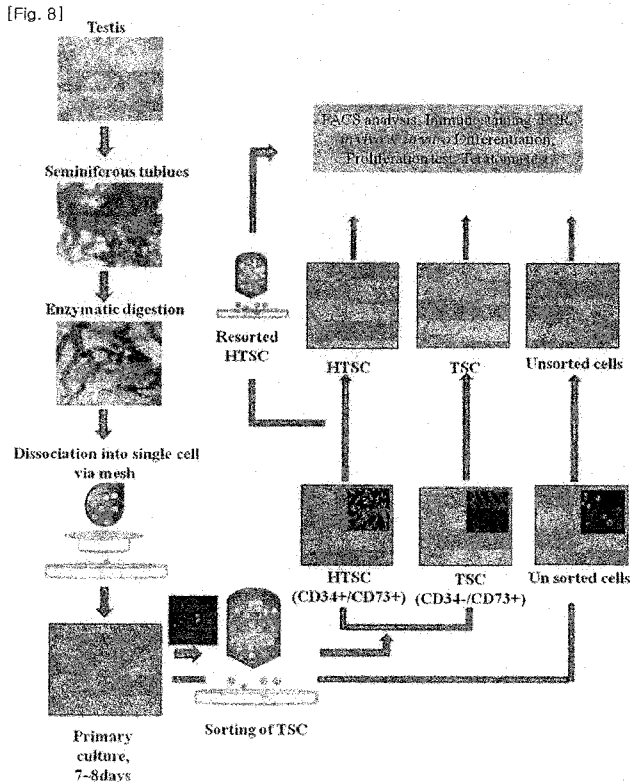 [Fig. 8]
Testis
Seminiferous tublues
Enzymatic digestion
Dissociation into single cell
via mesh
Primary
culture,
7~8days
Sorting of TSC
HTSC
(CD34+/CD73+)
TSC
(CD34-/CD73+)
Un sorted cells
Resorted
HTSC
HTSC
TSC
Unsorted cells
FACS analysis, Immunostaining, PCR,
Differentiation,
Proliferation test,